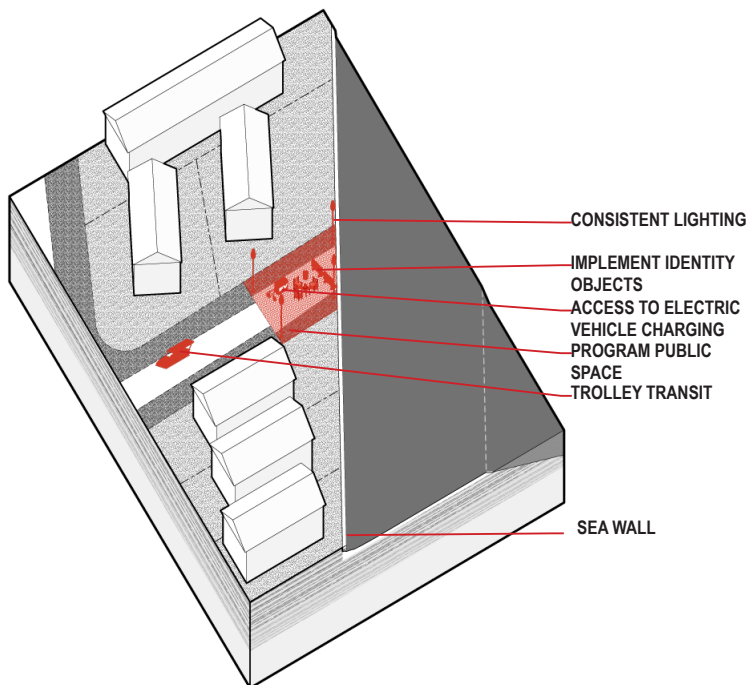 CONSISTENT LIGHTING
IMPLEMENT IDENTITY
OBJECTS
ACCESS TO ELECTRIC
VEHICLE CHARGING
PROGRAM PUBLIC
SPACE
TROLLEY TRANSIT
SEA WALL